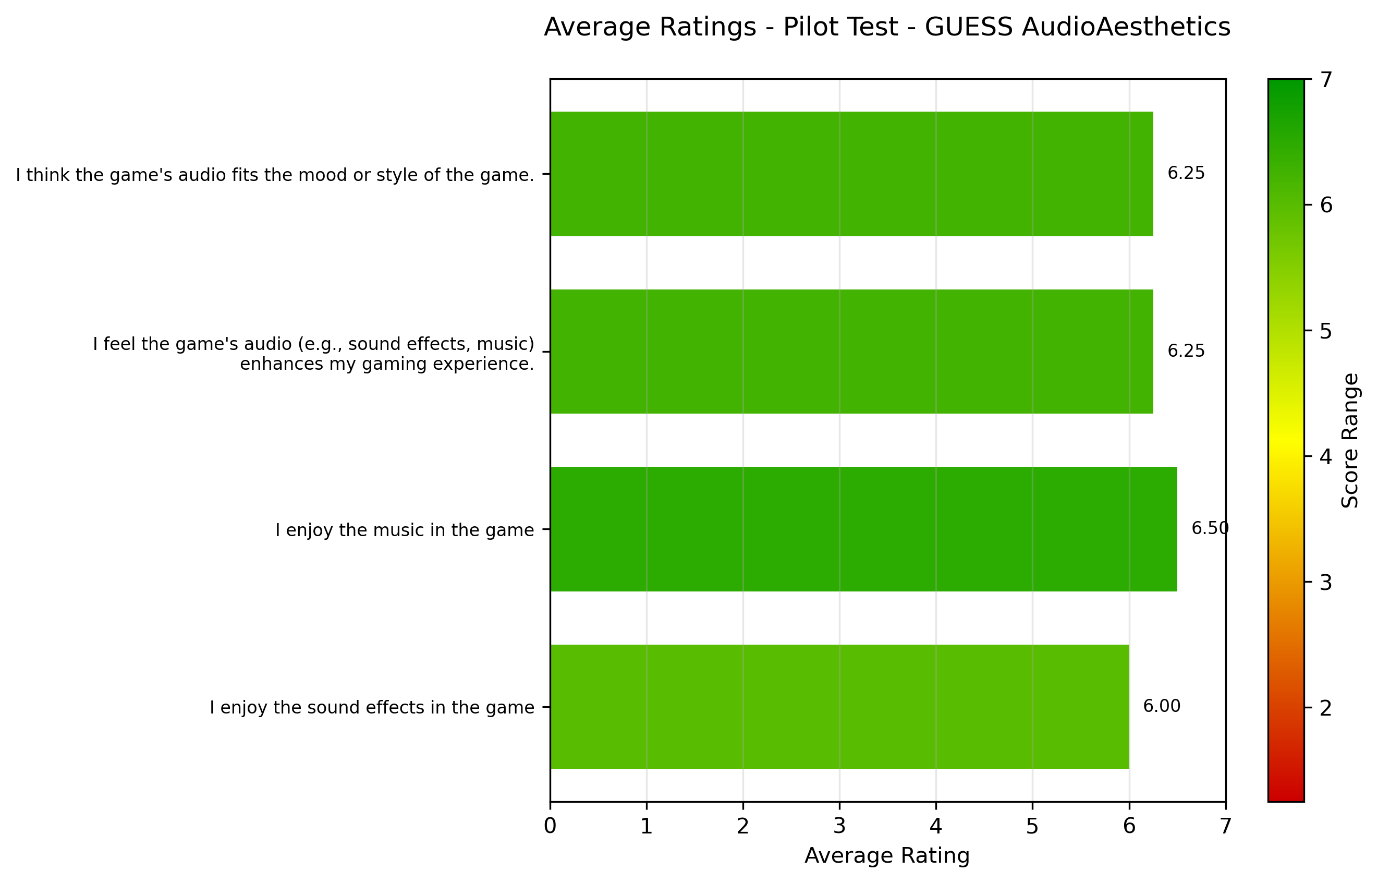 Average Ratings - Pilot Test - GUESS AudioAesthetics
I think the game's audio fits the mood or style of the game.
6.25
I feel the game's audio (e.g., sound effects, music)
enhances my gaming experience.
6.25
I enjoy the music in the game
6.50
I enjoy the sound effects in the game
6.00
0 1 2 3 4 5 6 7
Average Rating
7
6
5
4
3
2
Score Range